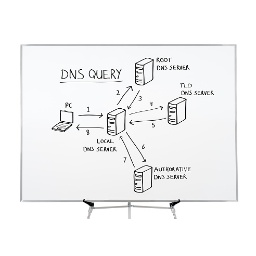 DNS QUERY
ROOT
DNS SERVER
TLD
DNS SERVER
2
3
PC
1
4
5
8
LOCAL
DNS SERVER
6
7
AUTHORATIVE
DNS SERVER